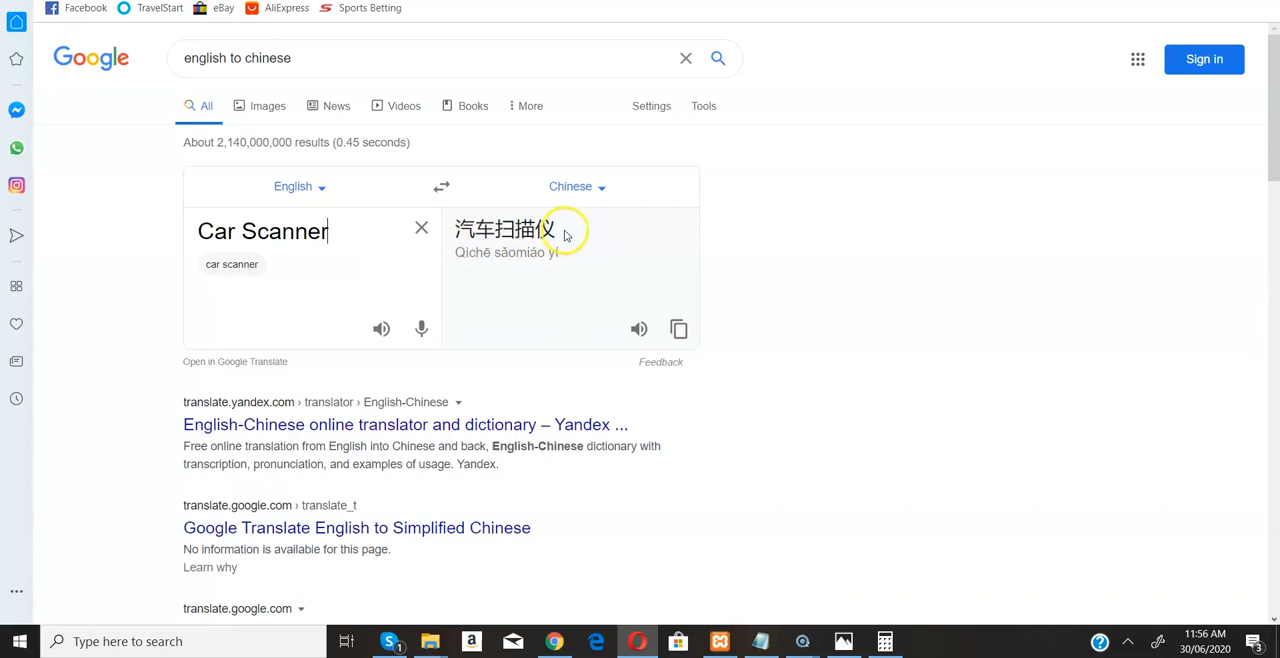 Facebook TravelStart eBay AliExpress Sports Betting
Google english to chinese Sign in
All Images News Videos Books More Settings Tools
About 2,140,000,000 results (0.45 seconds)
English Chinese
Car Scanner 汽车扫描仪
Qìchē sǎomiáo yí
car scanner
Open in Google Translate Feedback
translate.yandex.com › translator › English-Chinese
English-Chinese online translator and dictionary – Yandex ...
Free online translation from English into Chinese and back, English-Chinese dictionary with
transcription, pronunciation, and examples of usage. Yandex.
translate.google.com › translate_t
Google Translate English to Simplified Chinese
No information is available for this page.
Learn why
translate.google.com
Type here to search 1 a 11:56 AM
30/06/2020 3